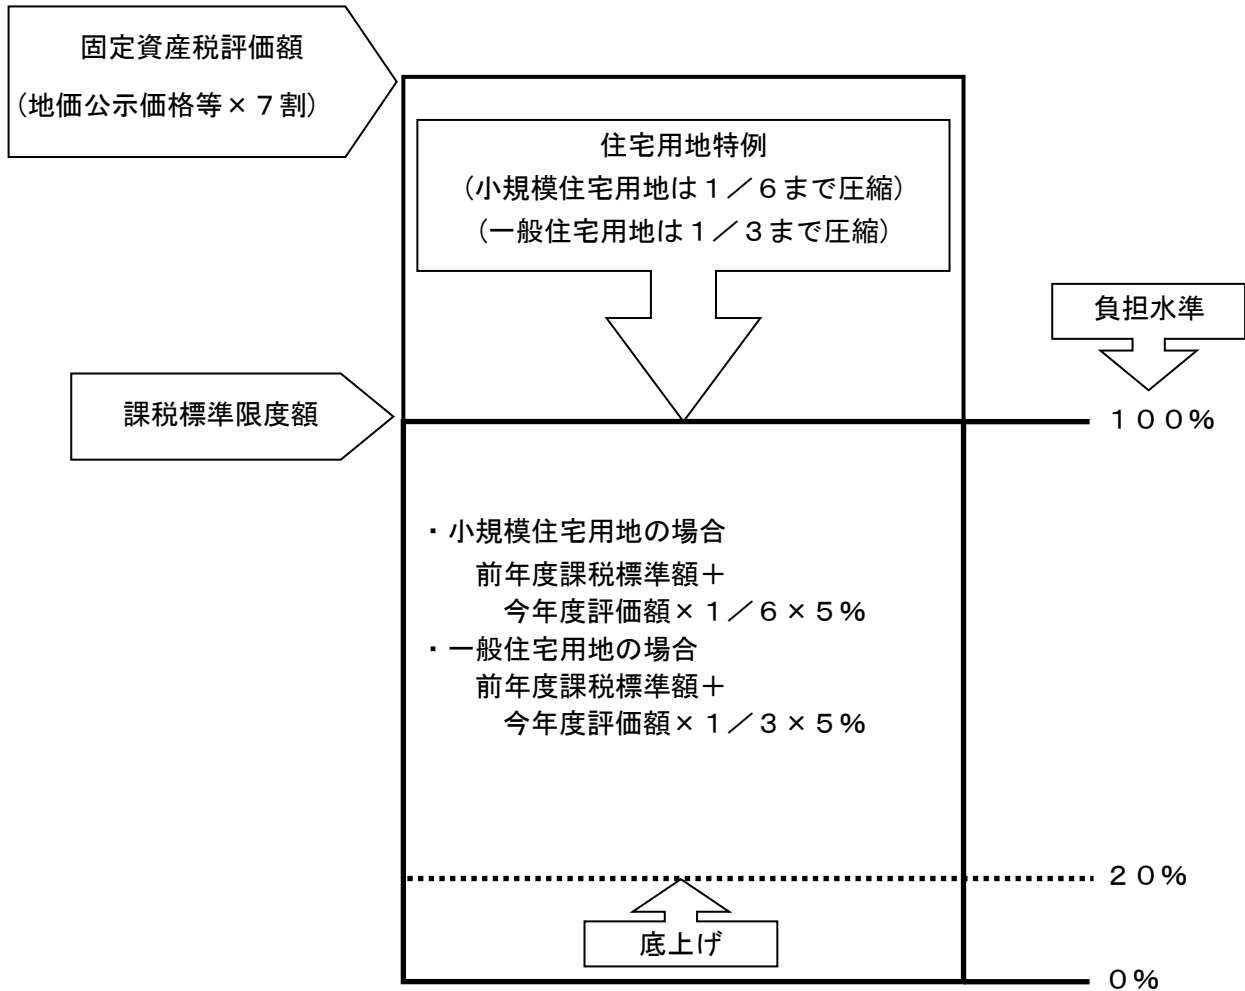 固定資産税評価額
(地価公示価格等×７割)
住宅用地特例
(小規模住宅用地は１／６まで圧縮)
(一般住宅用地は１／３まで圧縮)
負担水準
課税標準限度額
１００%
・小規模住宅用地の場合
前年度課税標準額＋
今年度評価額×１／６×５%
・一般住宅用地の場合
前年度課税標準額＋
今年度評価額×１／３×５%
２０%
底上げ
０%